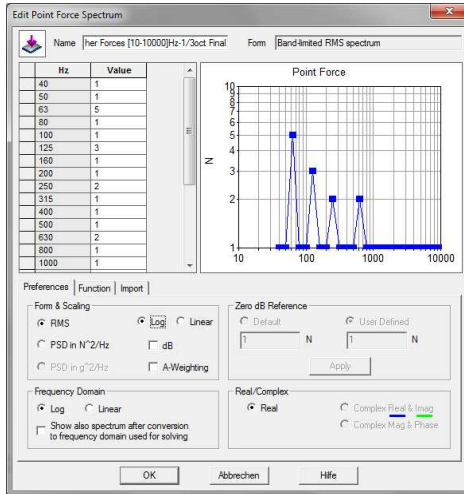 Edit Point Force Spectrum
Name her Forces [10-10000]Hz-1/3oct Final Form Band-limited RMS spectrum
Hz Value
40 1
50 1
63 5
80 1
100 1
125 3
160 1
200 1
250 2
315 1
400 1
500 1
630 2
800 1
1000 1
Point Force
10
9
8
7
6
5
4
3
2
1
N
10 100 1000 10000
Preferences Function Import
Form & Scaling
RMS Log Linear
PSD in N^2/Hz dB
PSD in g^2/Hz A-Weighting
Zero dB Reference
Default User Defined
1 N 1 N
Apply
Frequency Domain
Log Linear
Show also spectrum after conversion
to frequency domain used for solving
Real/Complex
Real Complex Real & Imag
Complex Mag & Phase
OK Abbrechen Hilfe